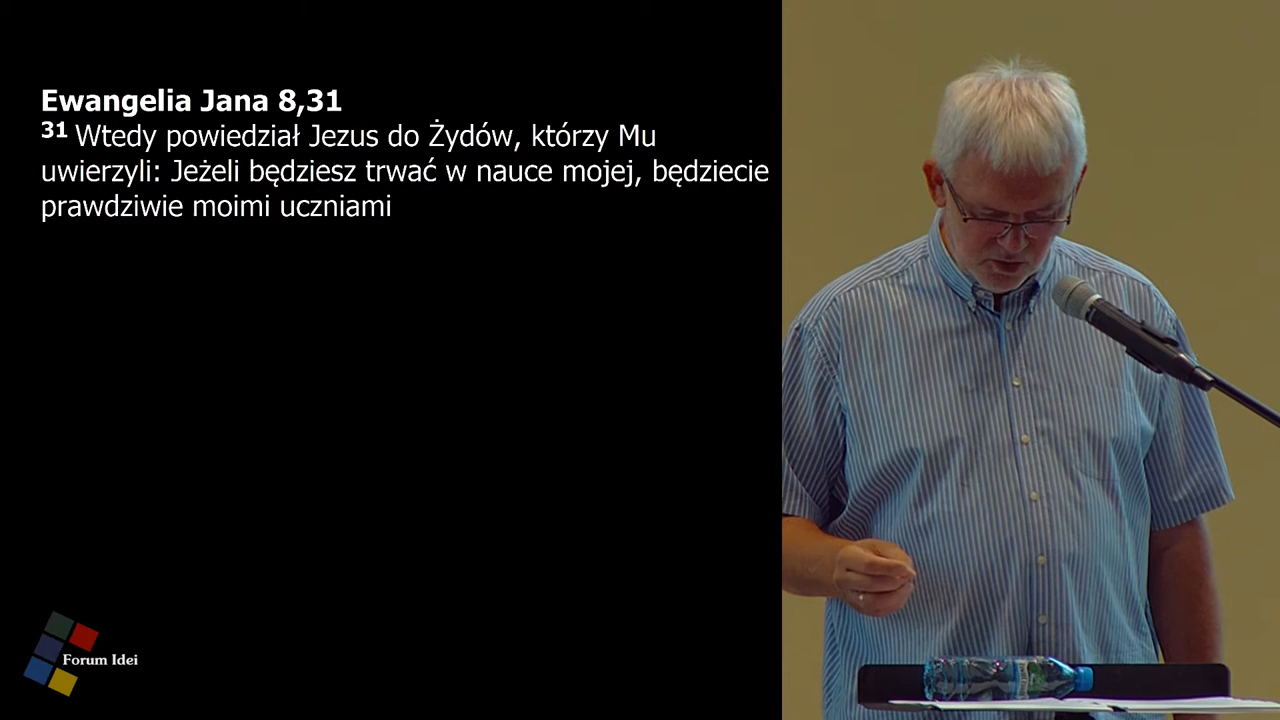 Ewangelia Jana 8,31
31 Wtedy powiedział Jezus do Żydów, którzy Mu
uwierzyli: Jeżeli będziesz trwać w nauce mojej, będziecie
prawdziwie moimi uczniami
Forum Idei